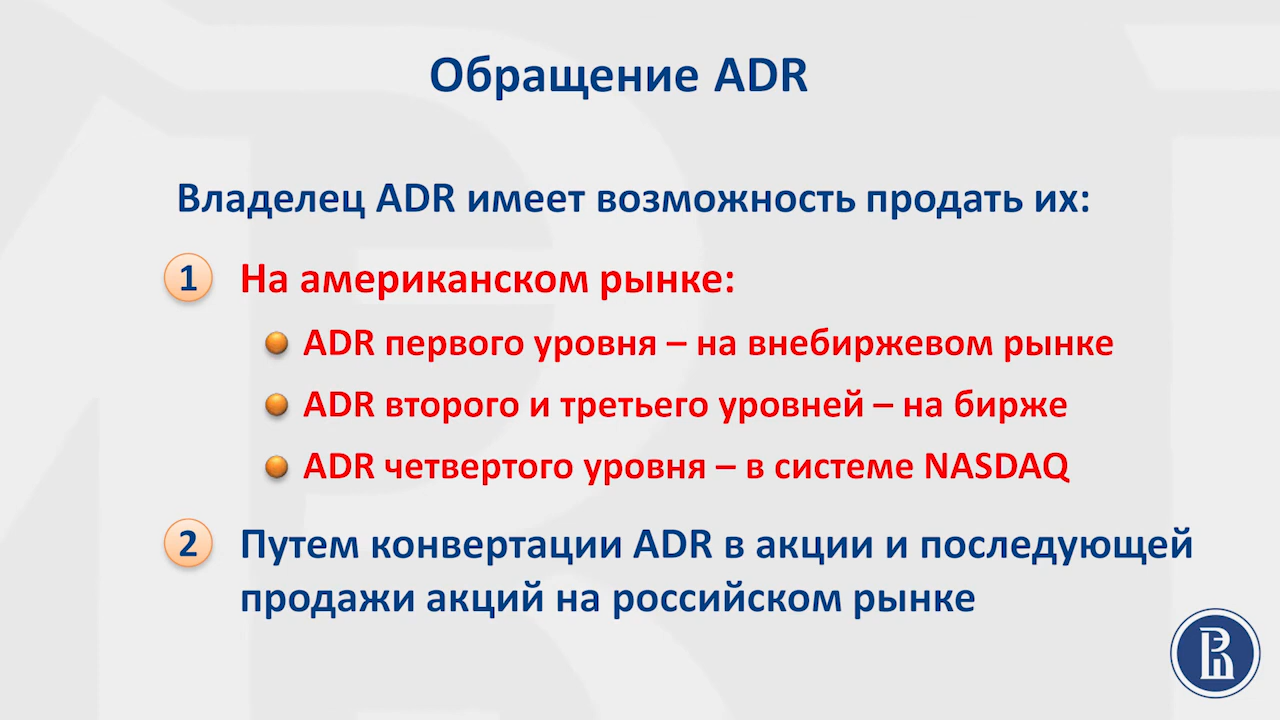 Обращение ADR
Владелец ADR имеет возможность продать их:
1 На американском рынке:
ADR первого уровня – на внебиржевом рынке
ADR второго и третьего уровней – на бирже
ADR четвертого уровня – в системе NASDAQ
2 Путем конвертации ADR в акции и последующей
продажи акций на российском рынке